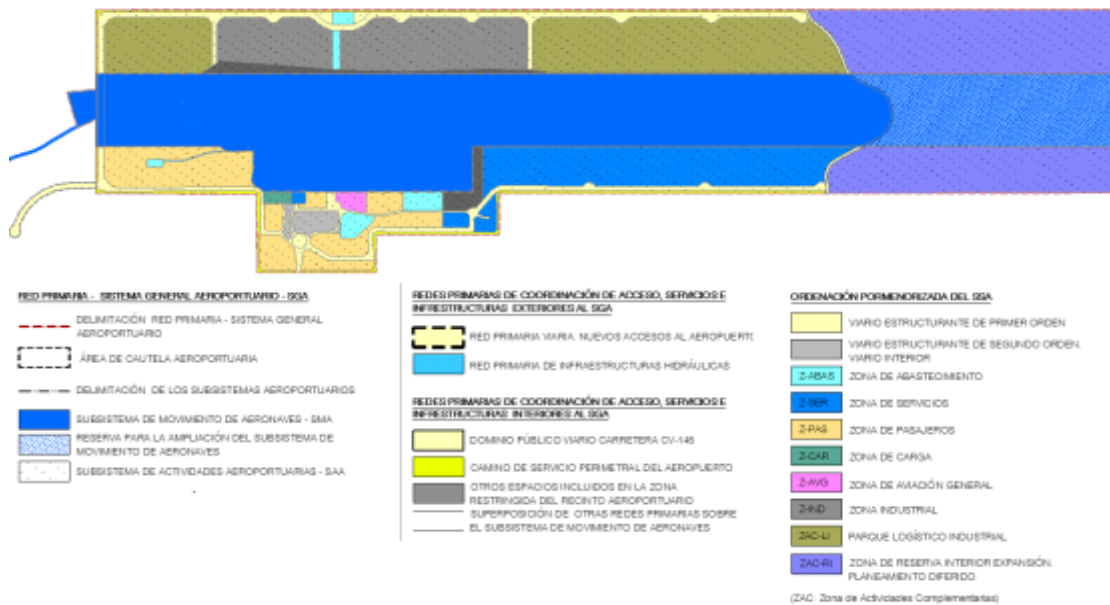 RED PRIMARIA - SISTEMA GENERAL AEROPORTUARIO - SGA
DELIMITACIÓN RED PRIMARIA - SISTEMA GENERAL
AEROPORTUARIO
ÁREA DE CAUTELA AEROPORTUARIA
DELIMITACIÓN DE LOS SUBSISTEMAS AEROPORTUARIOS
SUBSISTEMA DE MOVIMIENTO DE AERONAVES - SMA
RESERVA PARA LA AMPLIACIÓN DEL SUBSISTEMA DE
MOVIMIENTO DE AERONAVES
SUBSISTEMA DE ACTIVIDADES AEROPORTUARIAS - SAA
REDES PRIMARIAS DE COORDINACIÓN DE ACCESO, SERVICIOS E
INFRESTRUCTURAS EXTERIORES AL SGA
RED PRIMARIA VIARIA. NUEVOS ACCESOS AL AEROPUERTO
RED PRIMARIA DE INFRAESTRUCTURAS HIDRÁULICAS
REDES PRIMARIAS DE COORDINACIÓN DE ACCESO, SERVICIOS E
INFRESTRUCTURAS INTERIORES AL SGA
DOMINIO PÚBLICO VIARIO CARRETERA CV-145
CAMINO DE SERVICIO PERIMETRAL DEL AEROPUERTO
OTROS ESPACIOS INCLUIDOS EN LA ZONA
RESTRINGIDA DEL RECINTO AEROPORTUARIO
SUPERPOSICIÓN DE OTRAS REDES PRIMARIAS SOBRE
EL SUBSISTEMA DE MOVIMIENTO DE AERONAVES
ORDENACIÓN PORMENORIZADA DEL SGA
VIARIO ESTRUCTURANTE DE PRIMER ORDEN
VIARIO ESTRUCTURANTE DE SEGUNDO ORDEN.
VIARIO INTERIOR
Z-ABAS ZONA DE ABASTECIMIENTO
Z-SER ZONA DE SERVICIOS
Z-PAS ZONA DE PASAJEROS
Z-CAR ZONA DE CARGA
Z-AVG ZONA DE AVIACIÓN GENERAL
Z-IND ZONA INDUSTRIAL
ZAC-LI PARQUE LOGÍSTICO INDUSTRIAL
ZAC-RI ZONA DE RESERVA INTERIOR EXPANSIÓN.
PLANEAMIENTO DIFERIDO
(ZAC: Zona de Actividades Complementarias)